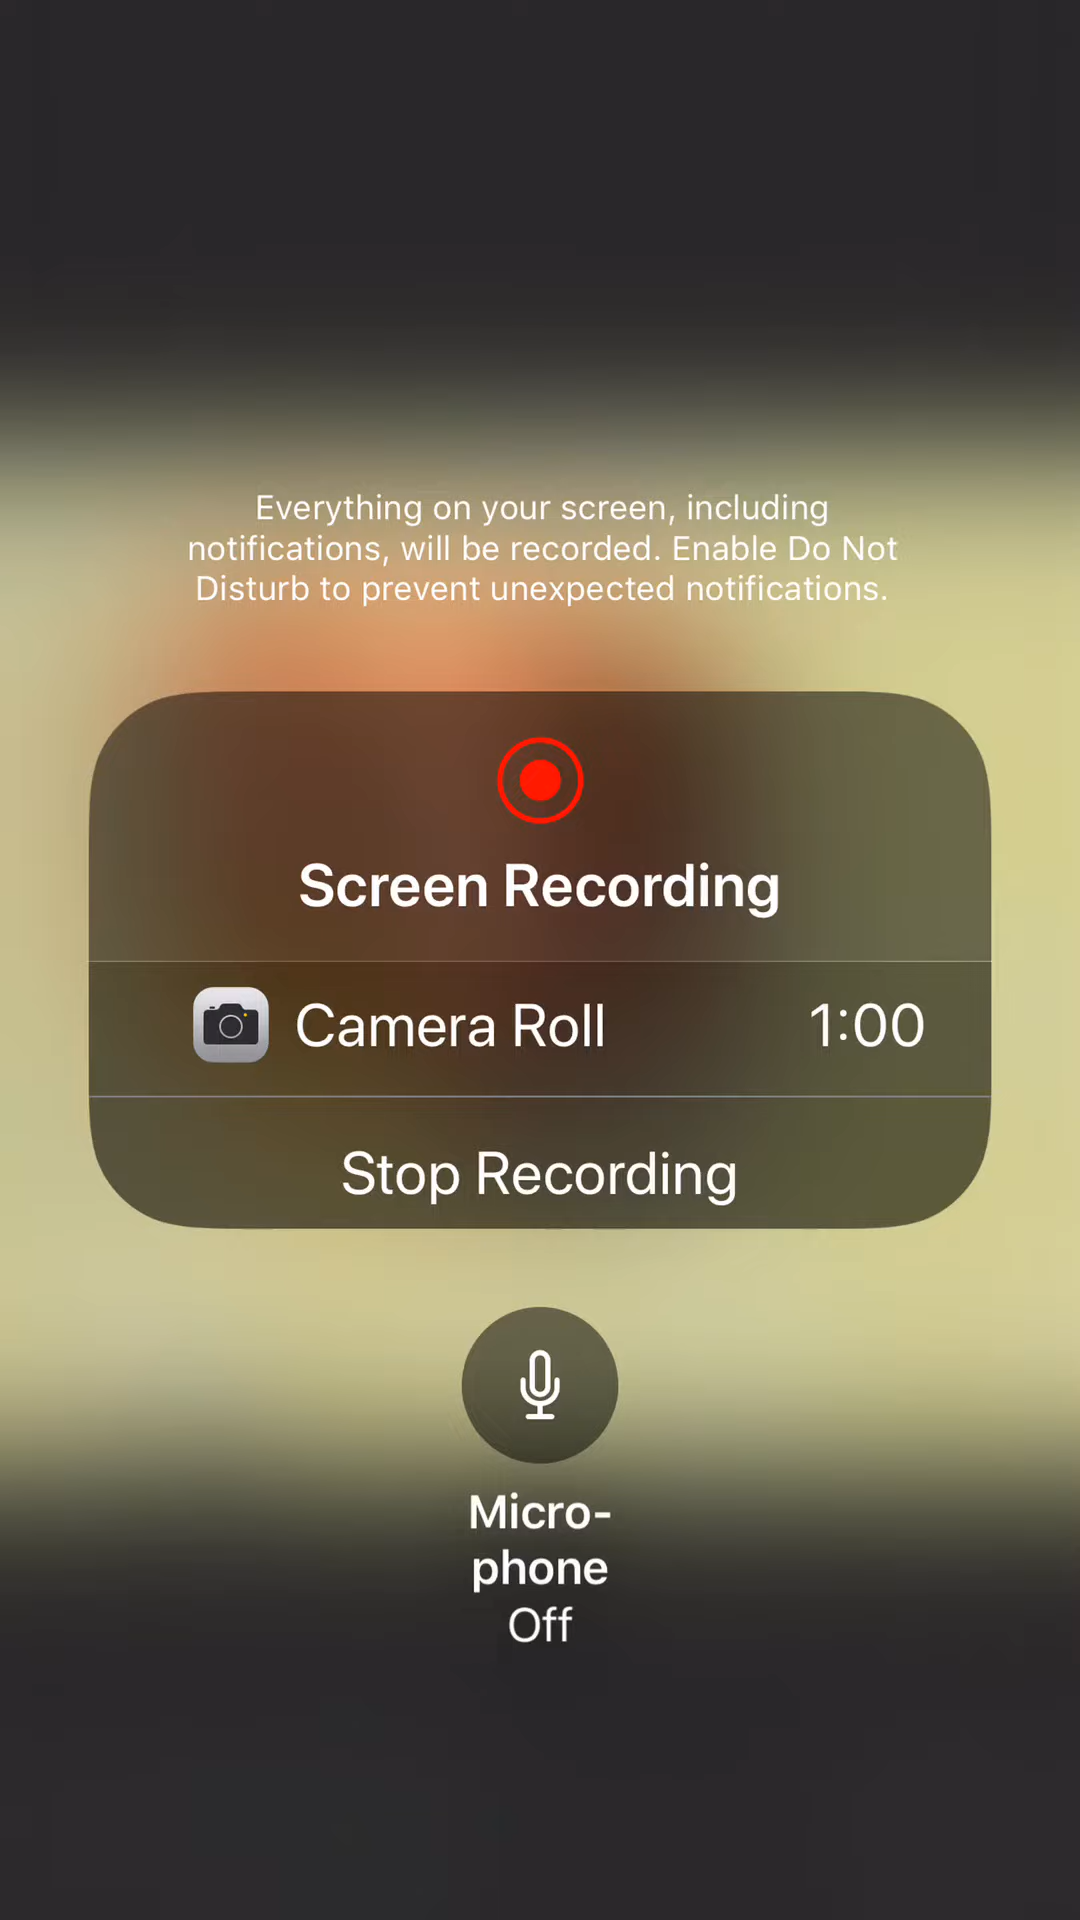 Everything on your screen, including
notifications, will be recorded. Enable Do Not
Disturb to prevent unexpected notifications.
Screen Recording
Camera Roll 1:00
Stop Recording
Micro-
phone
Off